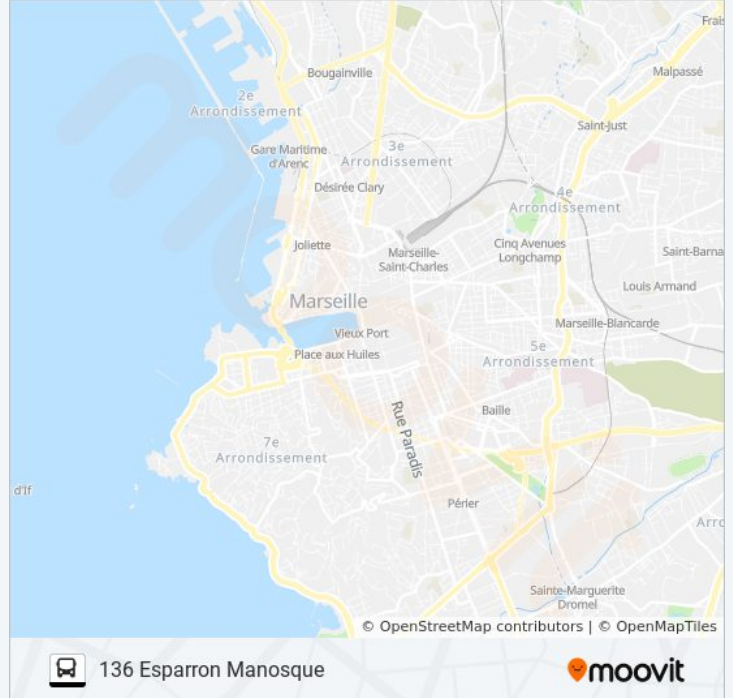 Frais
Bougainville
Malpassé
2e
Arrondissement
Saint-Just
3e
Arrondissement
Gare Maritime
d'Arenc
Désirée Clary
4e
Arrondissement
Joliette
Marseille-
Saint-Charles
Cinq Avenues
Longchamp
Saint-Barna
Louis Armand
Marseille
Marseille-Blancarde
Vieux Port
Place aux Huiles
5e
Arrondissement
Rue Paradis
Baille
7e
Arrondissement
d'If
Périer
Arro
Sainte-Marguerite
Dromel
© OpenStreetMap contributors | © OpenMapTiles
136 Esparron Manosque
moovit